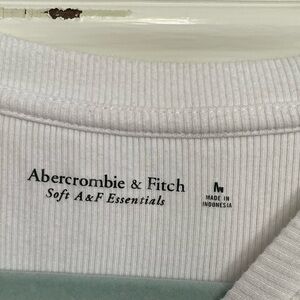 Abercrombie & Fitch
Soft A&F Essentials
M
MADE IN
INDONESIA